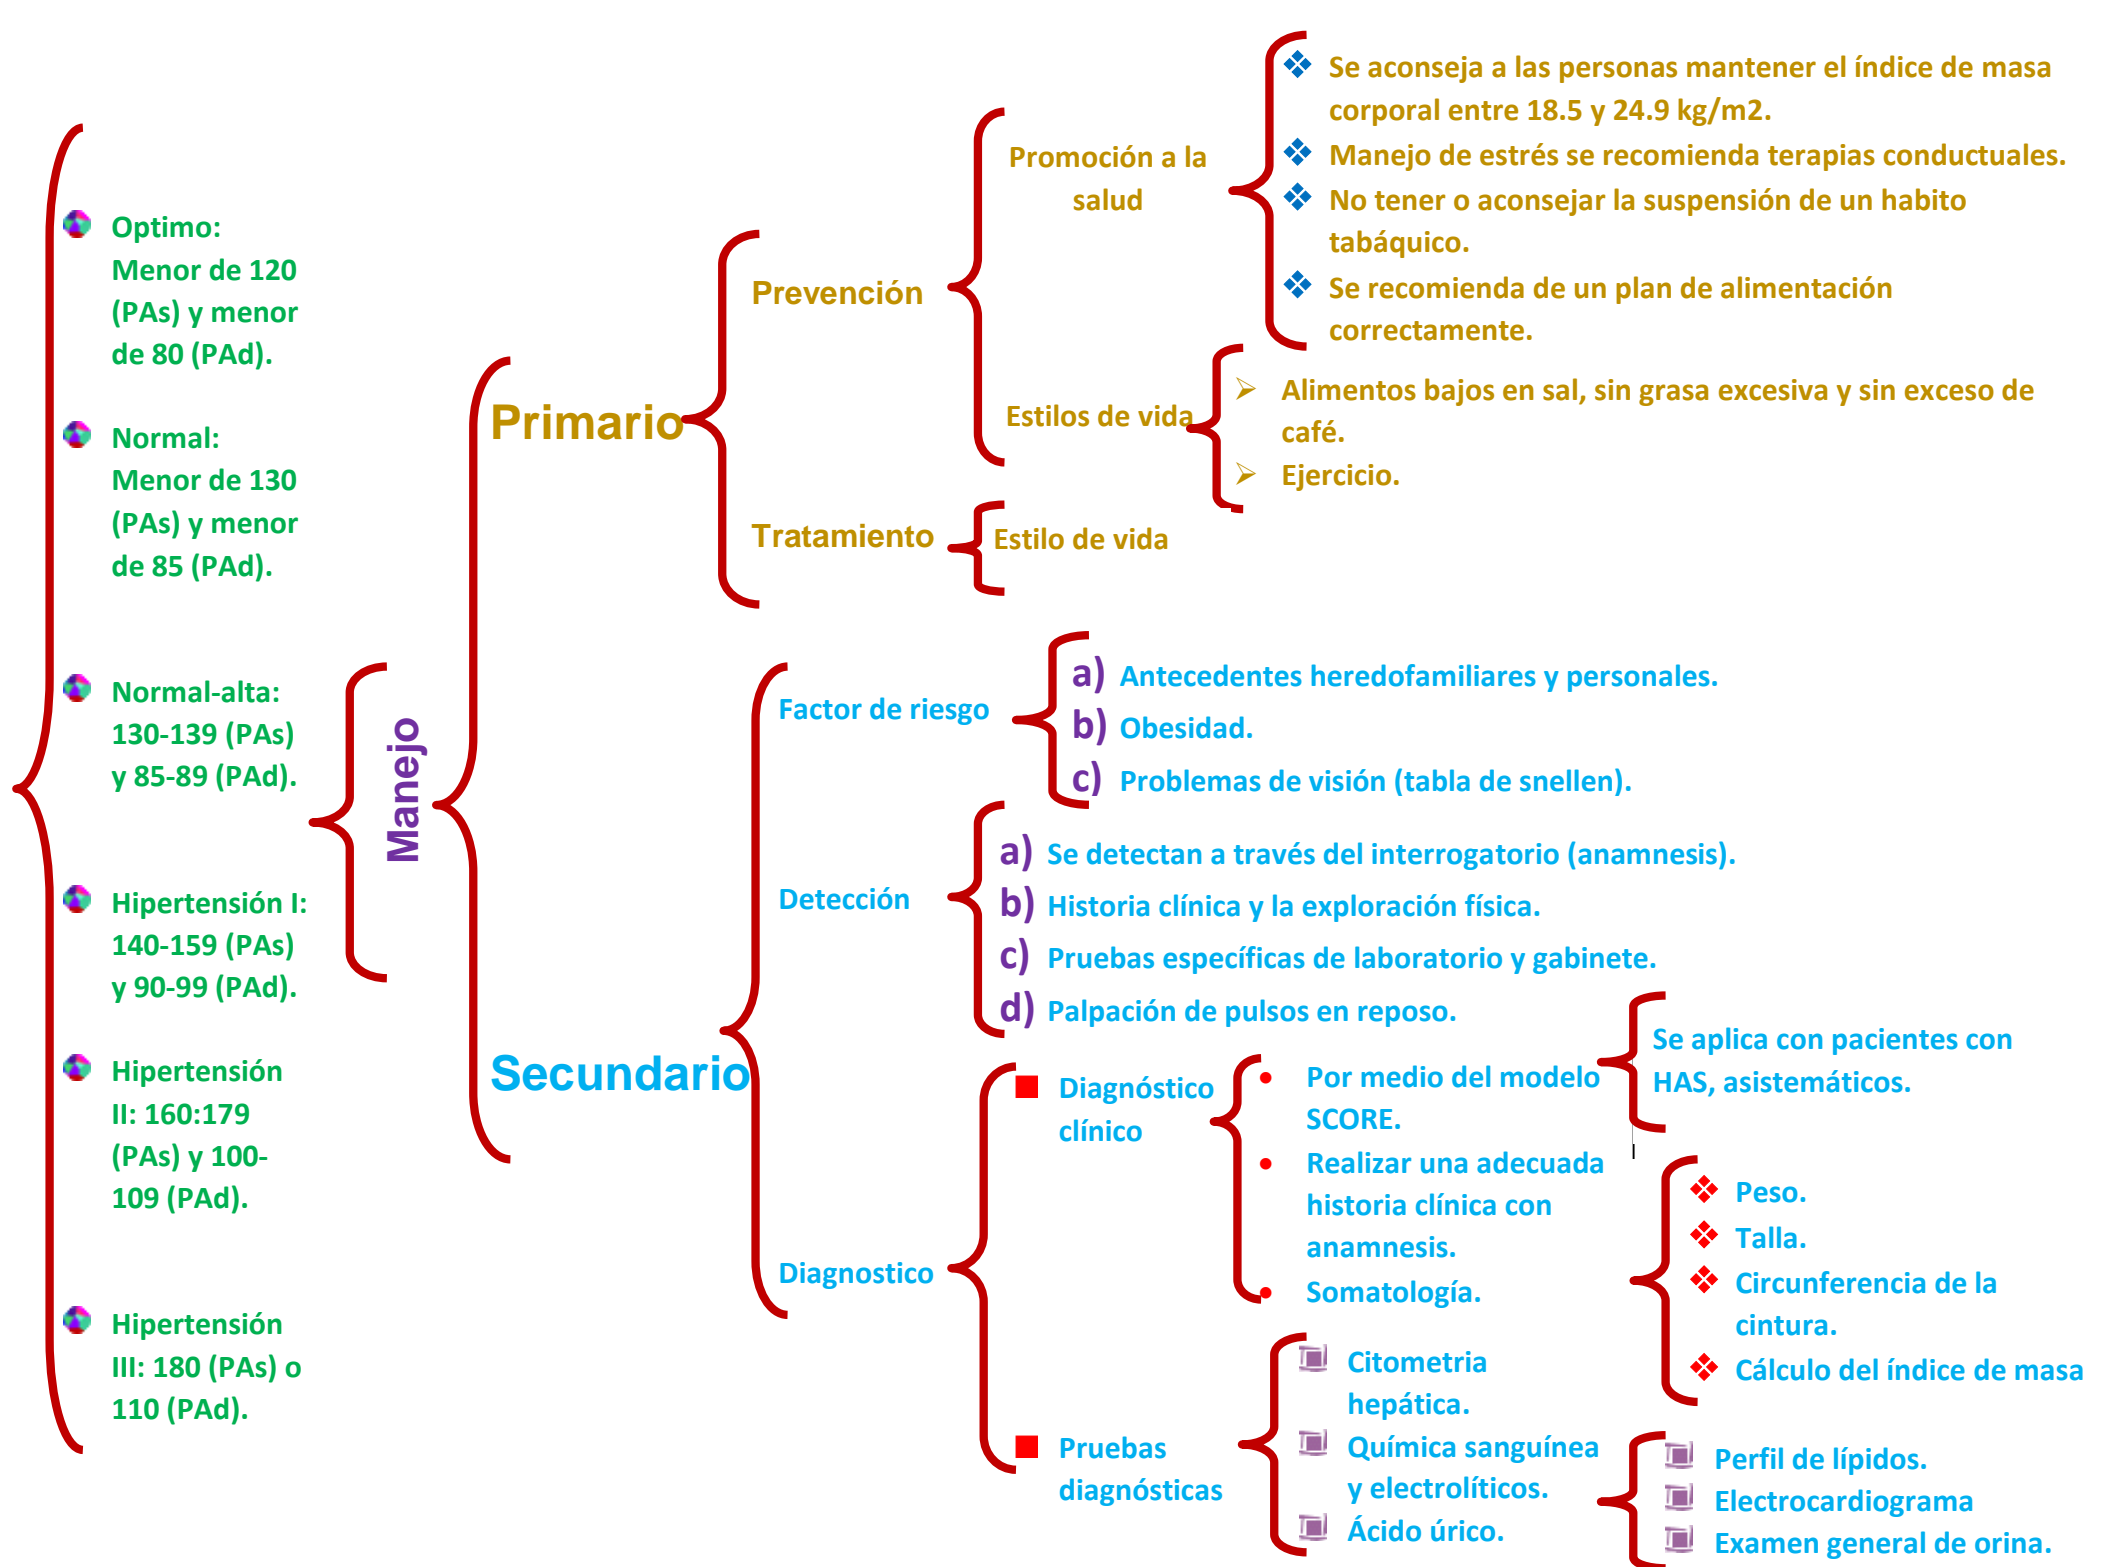 Optimo:
Menor de 120
(PAs) y menor
de 80 (PAd).
Normal:
Menor de 130
(PAs) y menor
de 85 (PAd).
Normal-alta:
130-139 (PAs)
y 85-89 (PAd).
Hipertensión I:
140-159 (PAs)
y 90-99 (PAd).
Hipertensión
II: 160:179
(PAs) y 100-
109 (PAd).
Hipertensión
III: 180 (PAs) o
110 (PAd).
Manejo
Primario
Prevención
Promoción a la
salud
Se aconseja a las personas mantener el índice de masa
corporal entre 18.5 y 24.9 kg/m2.
Manejo de estrés se recomienda terapias conductuales.
No tener o aconsejar la suspensión de un habito
tabáquico.
Se recomienda de un plan de alimentación
correctamente.
Estilos de vida
Alimentos bajos en sal, sin grasa excesiva y sin exceso de
café.
Ejercicio.
Tratamiento
Estilo de vida
Secundario
Factor de riesgo
a) Antecedentes heredofamiliares y personales.
b) Obesidad.
c) Problemas de visión (tabla de snellen).
Detección
a) Se detectan a través del interrogatorio (anamnesis).
b) Historia clínica y la exploración física.
c) Pruebas específicas de laboratorio y gabinete.
d) Palpación de pulsos en reposo.
Diagnostico
Diagnóstico
clínico
Por medio del modelo
SCORE.
Se aplica con pacientes con
HAS, asistemáticos.
Realizar una adecuada
historia clínica con
anamnesis.
Somatología.
Peso.
Talla.
Circunferencia de la
cintura.
Cálculo del índice de masa
Pruebas
diagnósticas
Citometria
hepática.
Química sanguínea
y electrolíticos.
Ácido úrico.
Perfil de lípidos.
Electrocardiograma
Examen general de orina.